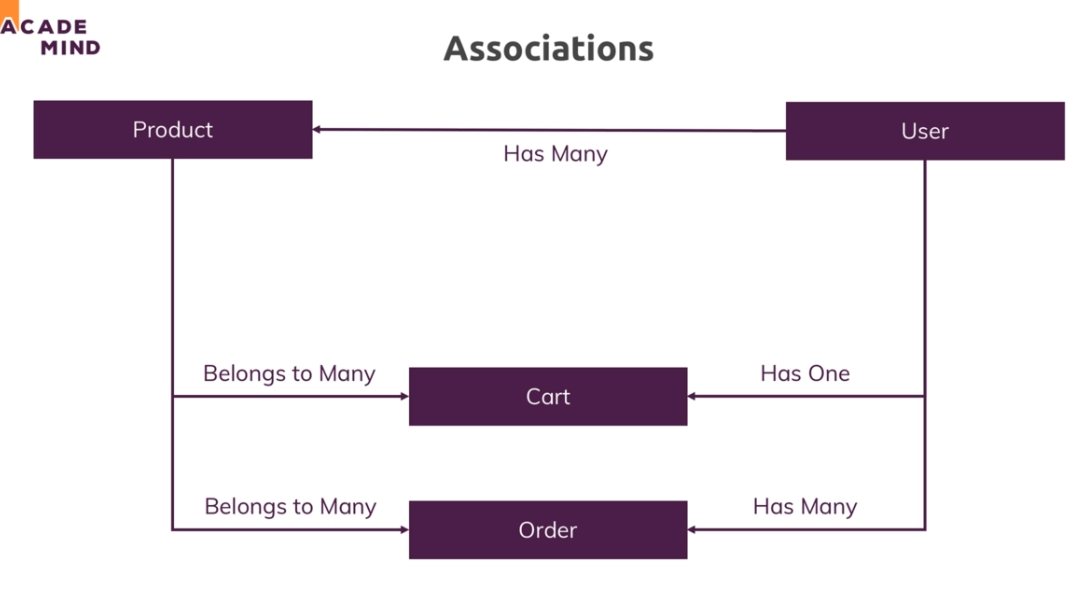 ACADE
MIND
Associations
Product
User
Has Many
Belongs to Many
Has One
Cart
Belongs to Many
Has Many
Order